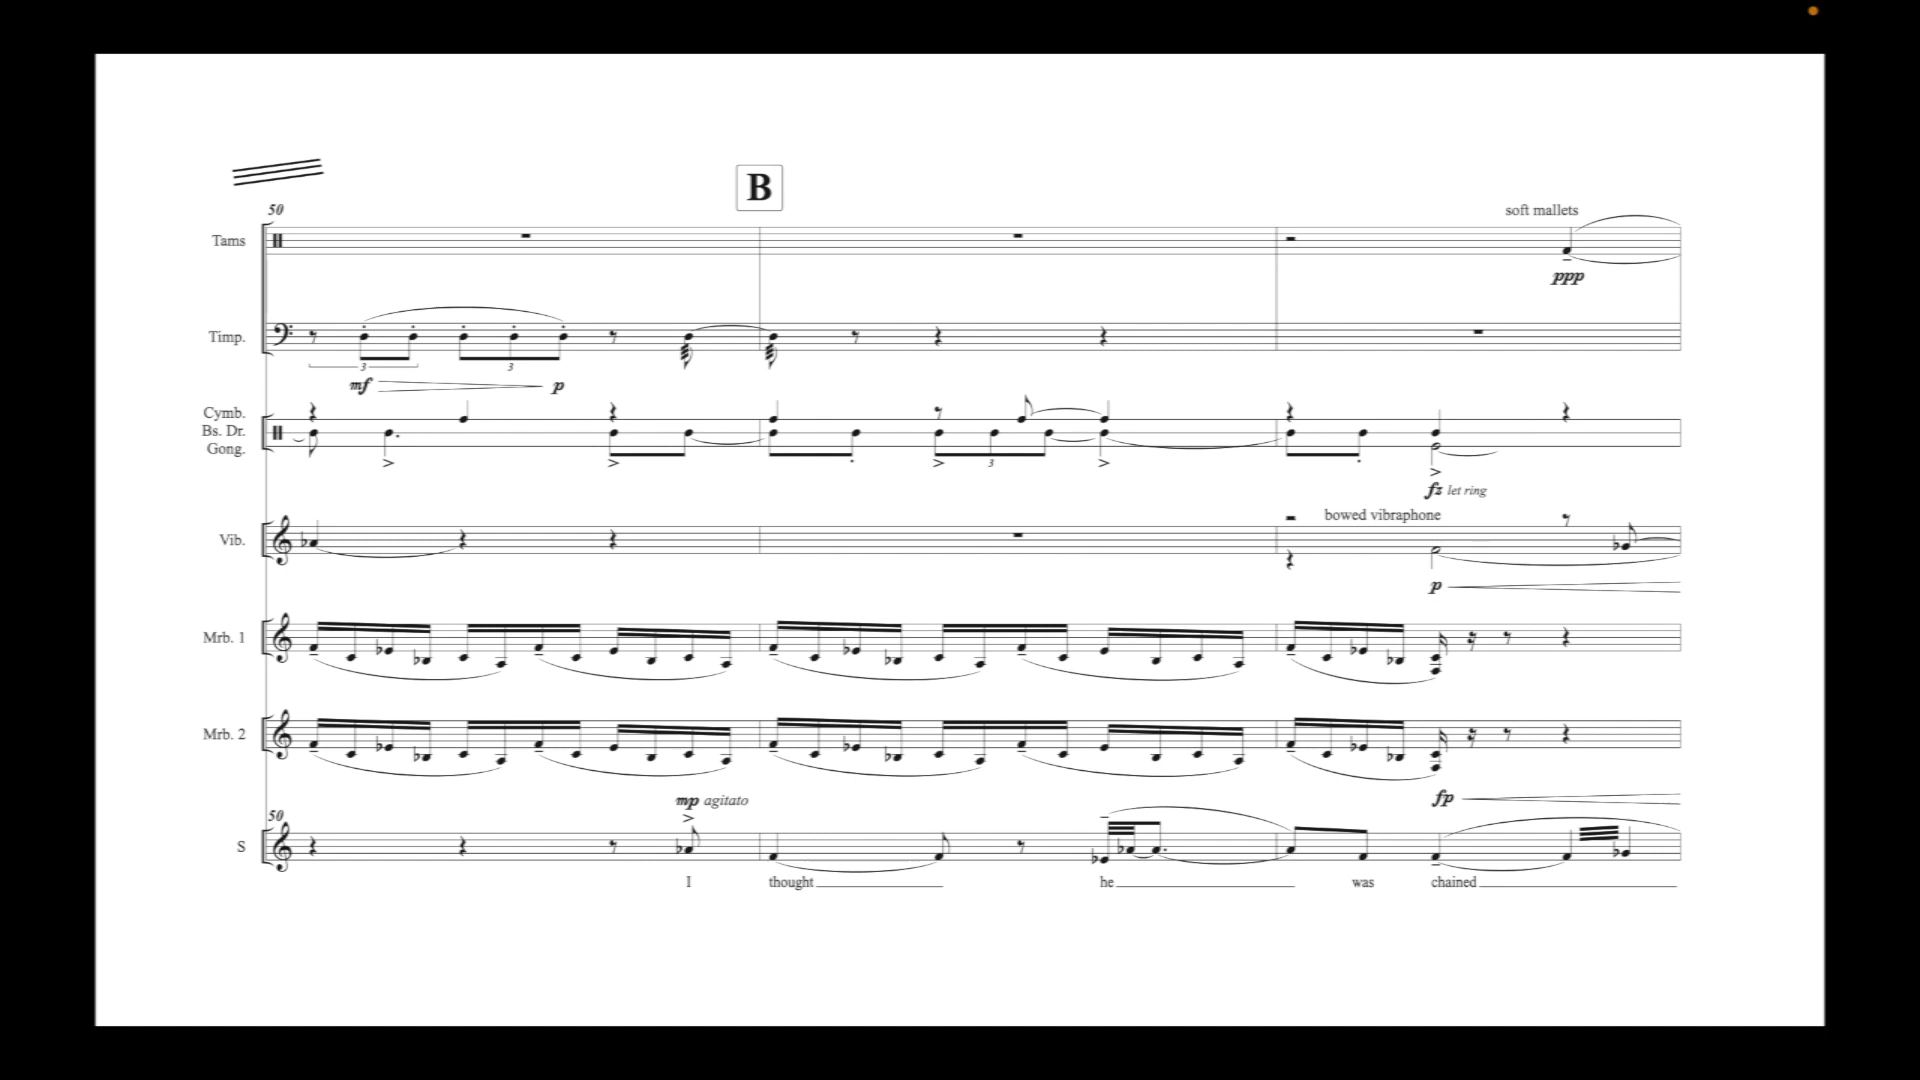 B
50
soft mallets
Tams
ppp
Timp.
3
3
mf
p
Cymb.
Bs. Dr.
Gong.
3
fz let ring
bowed vibraphone
Vib.
p
Mrb. 1
Mrb. 2
mp agitato
fp
50
S
I thought he was chained